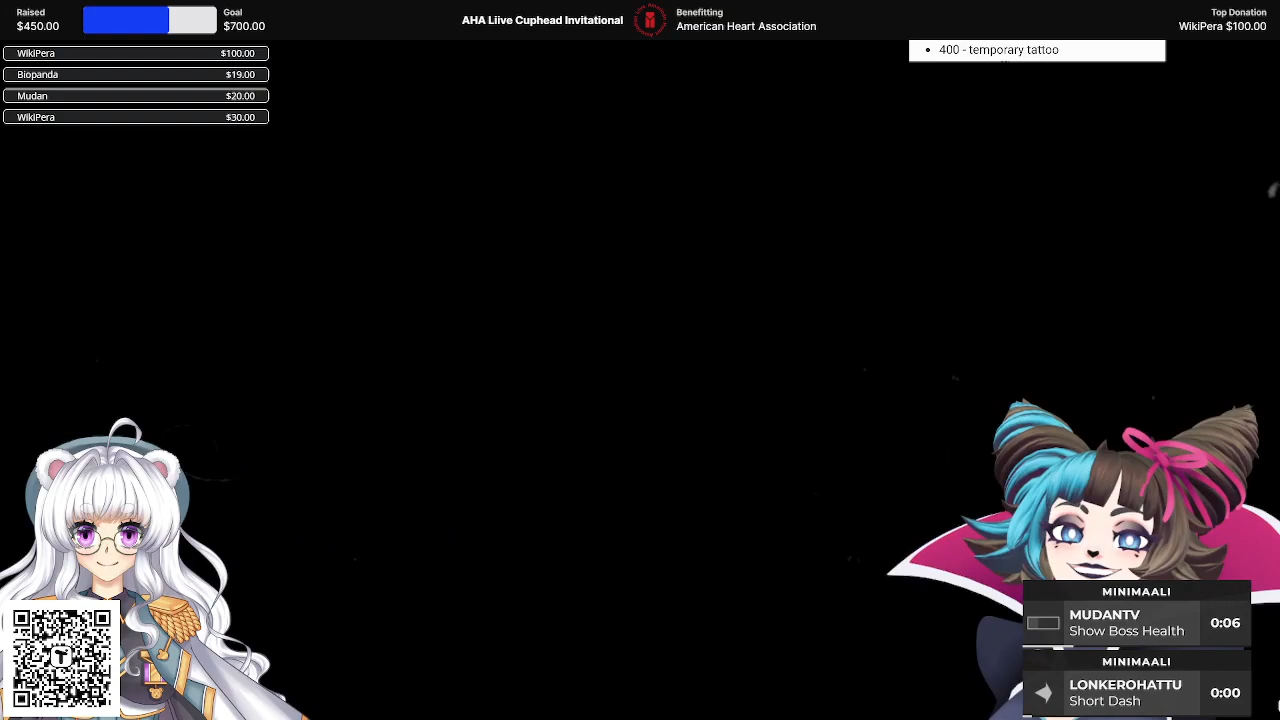 Raised
$450.00
Goal
$700.00
AHA Liive Cuphead Invitational
Benefitting
American Heart Association
Top Donation
WikiPera $100.00
WikiPera $100.00
Biopanda $19.00
Mudan $20.00
WikiPera $30.00
• 400 - temporary tattoo
MINIMAALI
MUDANTV
Show Boss Health
0:06
MINIMAALI
LONKEROHATTU
Short Dash
0:00